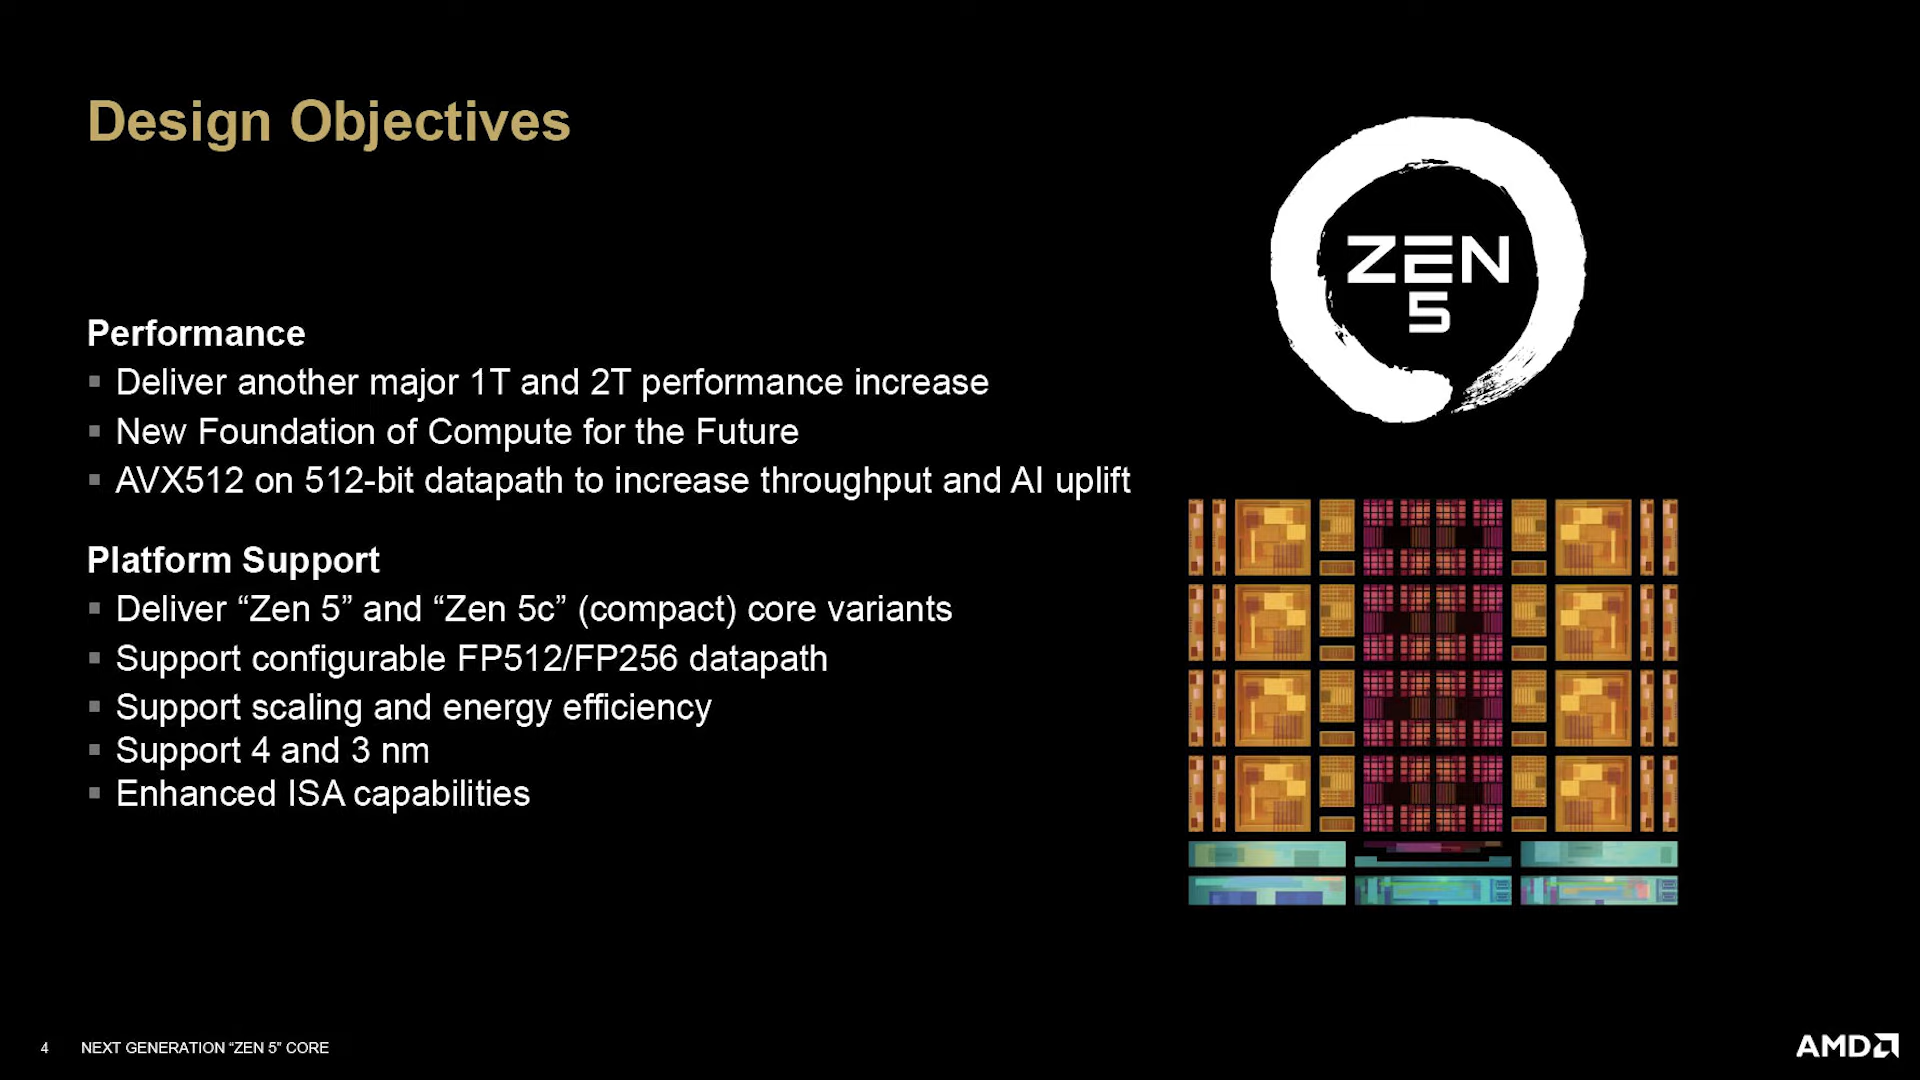 Design Objectives
ZEN
5
Performance
▪ Deliver another major 1T and 2T performance increase
▪ New Foundation of Compute for the Future
▪ AVX512 on 512-bit datapath to increase throughput and AI uplift
Platform Support
▪ Deliver “Zen 5” and “Zen 5c” (compact) core variants
▪ Support configurable FP512/FP256 datapath
▪ Support scaling and energy efficiency
▪ Support 4 and 3 nm
▪ Enhanced ISA capabilities
4 NEXT GENERATION “ZEN 5” CORE
AMD